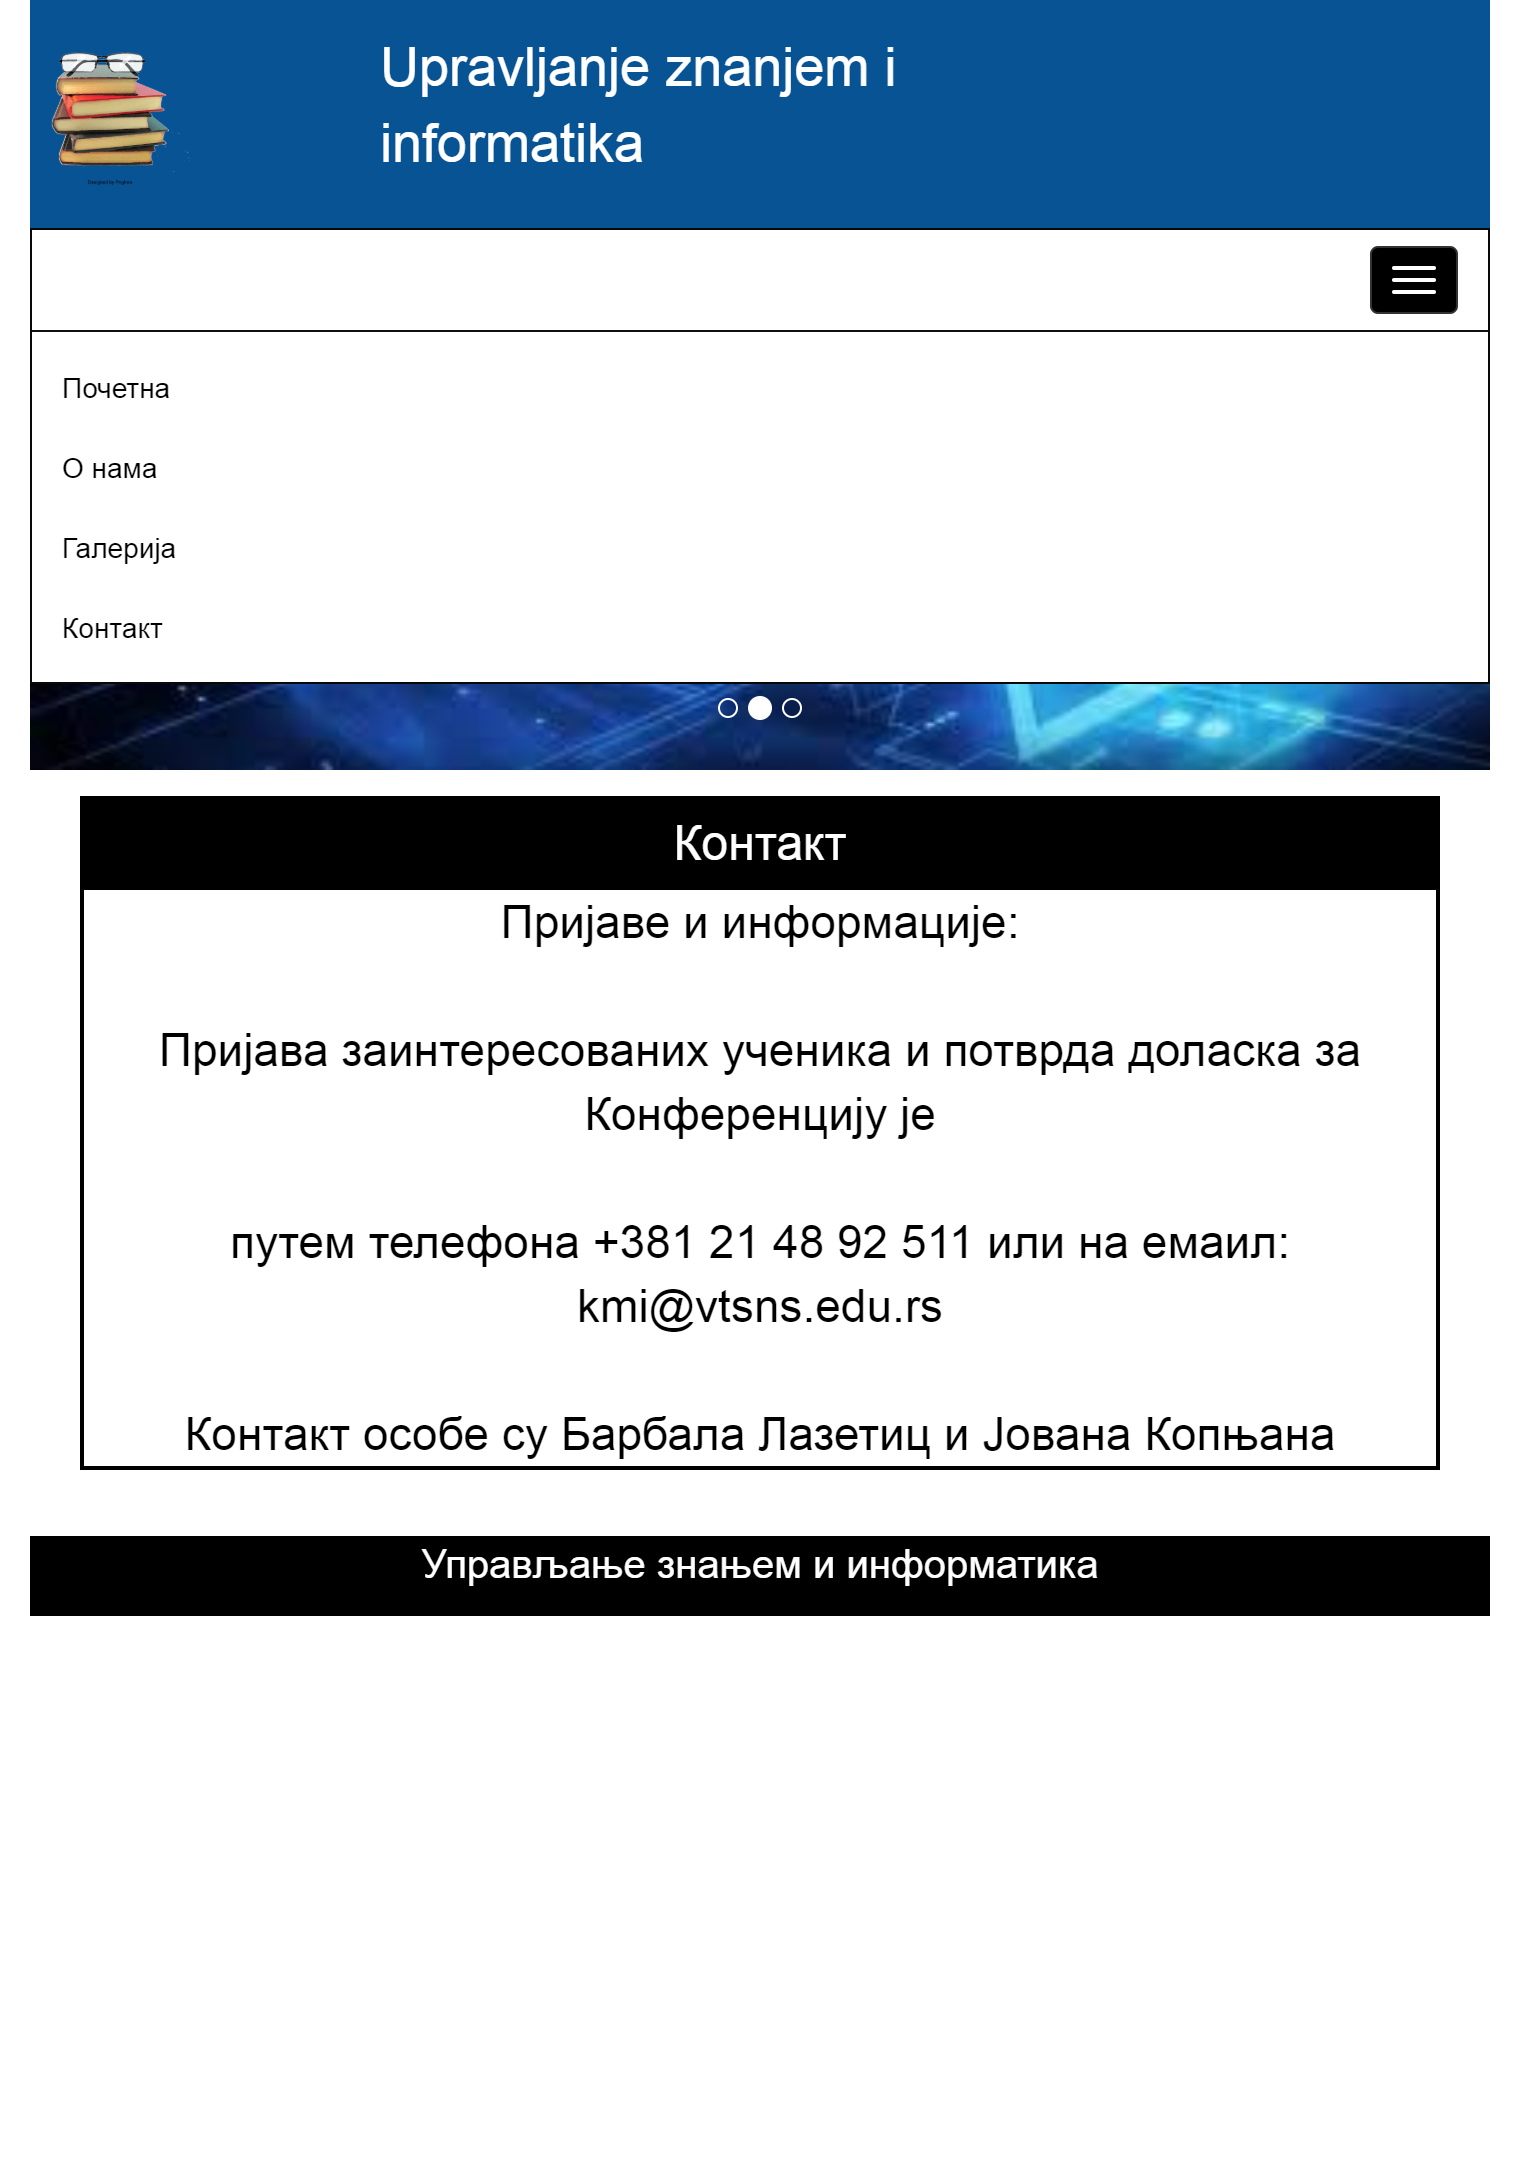 Upravljanje znanjem i
informatika
Почетна
О нама
Галерија
Контакт
Контакт
Пријаве и информације:
Пријава заинтересованих ученика и потврда доласка за
Конференцију је
путем телефона +381 21 48 92 511 или на емаил:
kmi@vtsns.edu.rs
Контакт особе су Барбала Лазетиц и Јована Копњана
Управљање знањем и информатика